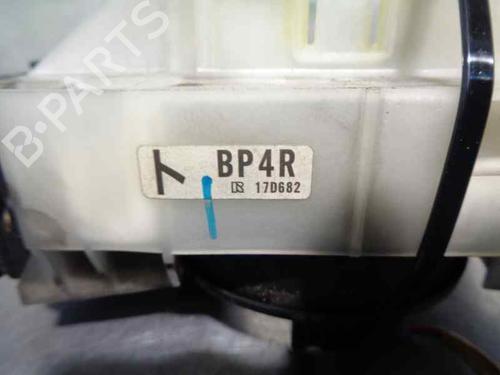 B-PARTS
ト BP4R
R 17D682